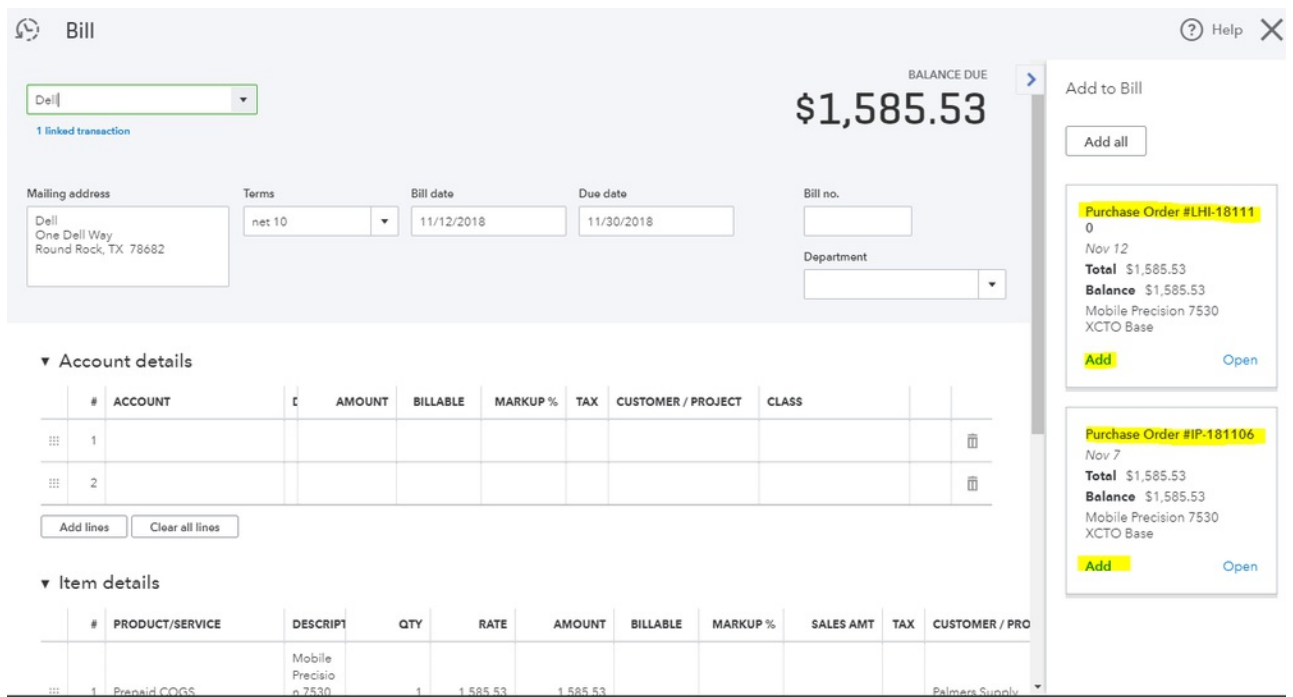 Bill
? Help
Dell
1 linked transaction
BALANCE DUE
$1,585.53
Mailing address
Dell
One Dell Way
Round Rock, TX 78682
Terms
net 10
Bill date
11/12/2018
Due date
11/30/2018
Bill no.
Department
Account details
# ACCOUNT D AMOUNT BILLABLE MARKUP % TAX CUSTOMER / PROJECT CLASS
1
2
Add lines Clear all lines
Item details
# PRODUCT/SERVICE DESCRIPT QTY RATE AMOUNT BILLABLE MARKUP % SALES AMT TAX CUSTOMER / PRO
Mobile
Precisio
1 Prepaid COGS n 7530 1 1,585.53 1,585.53 Palmers Supply
Add to Bill
Add all
Purchase Order #LHI-18111
0
Nov 12
Total $1,585.53
Balance $1,585.53
Mobile Precision 7530
XCTO Base
Add Open
Purchase Order #IP-181106
Nov 7
Total $1,585.53
Balance $1,585.53
Mobile Precision 7530
XCTO Base
Add Open